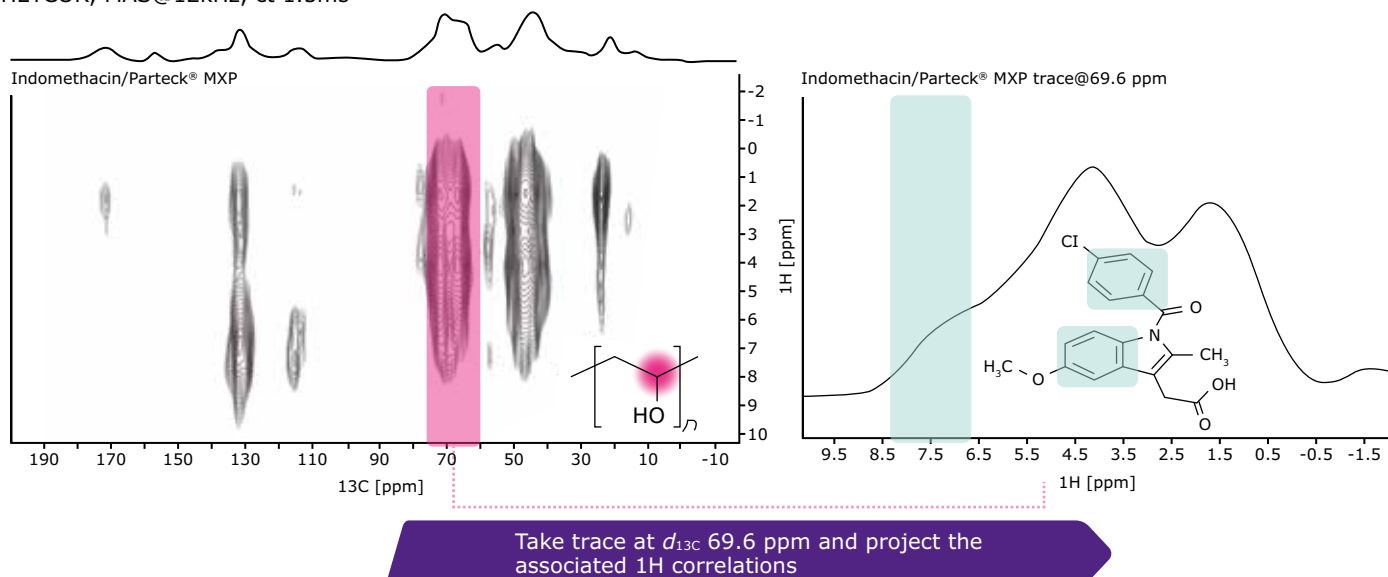 Indomethacin/Parteck® MXP
-2
-1
0
1
2
3
4
5
6
7
8
9
10
1H [ppm]
HO
n
190 170 150 130 110 90 70 50 30 10 -10
13C [ppm]
Indomethacin/Parteck® MXP trace@69.6 ppm
Cl
O
N
CH3
H3C
O
OH
O
9.5 8.5 7.5 6.5 5.5 4.5 3.5 2.5 1.5 0.5 -0.5 -1.5
1H [ppm]
Take trace at d13C 69.6 ppm and project the
associated 1H correlations